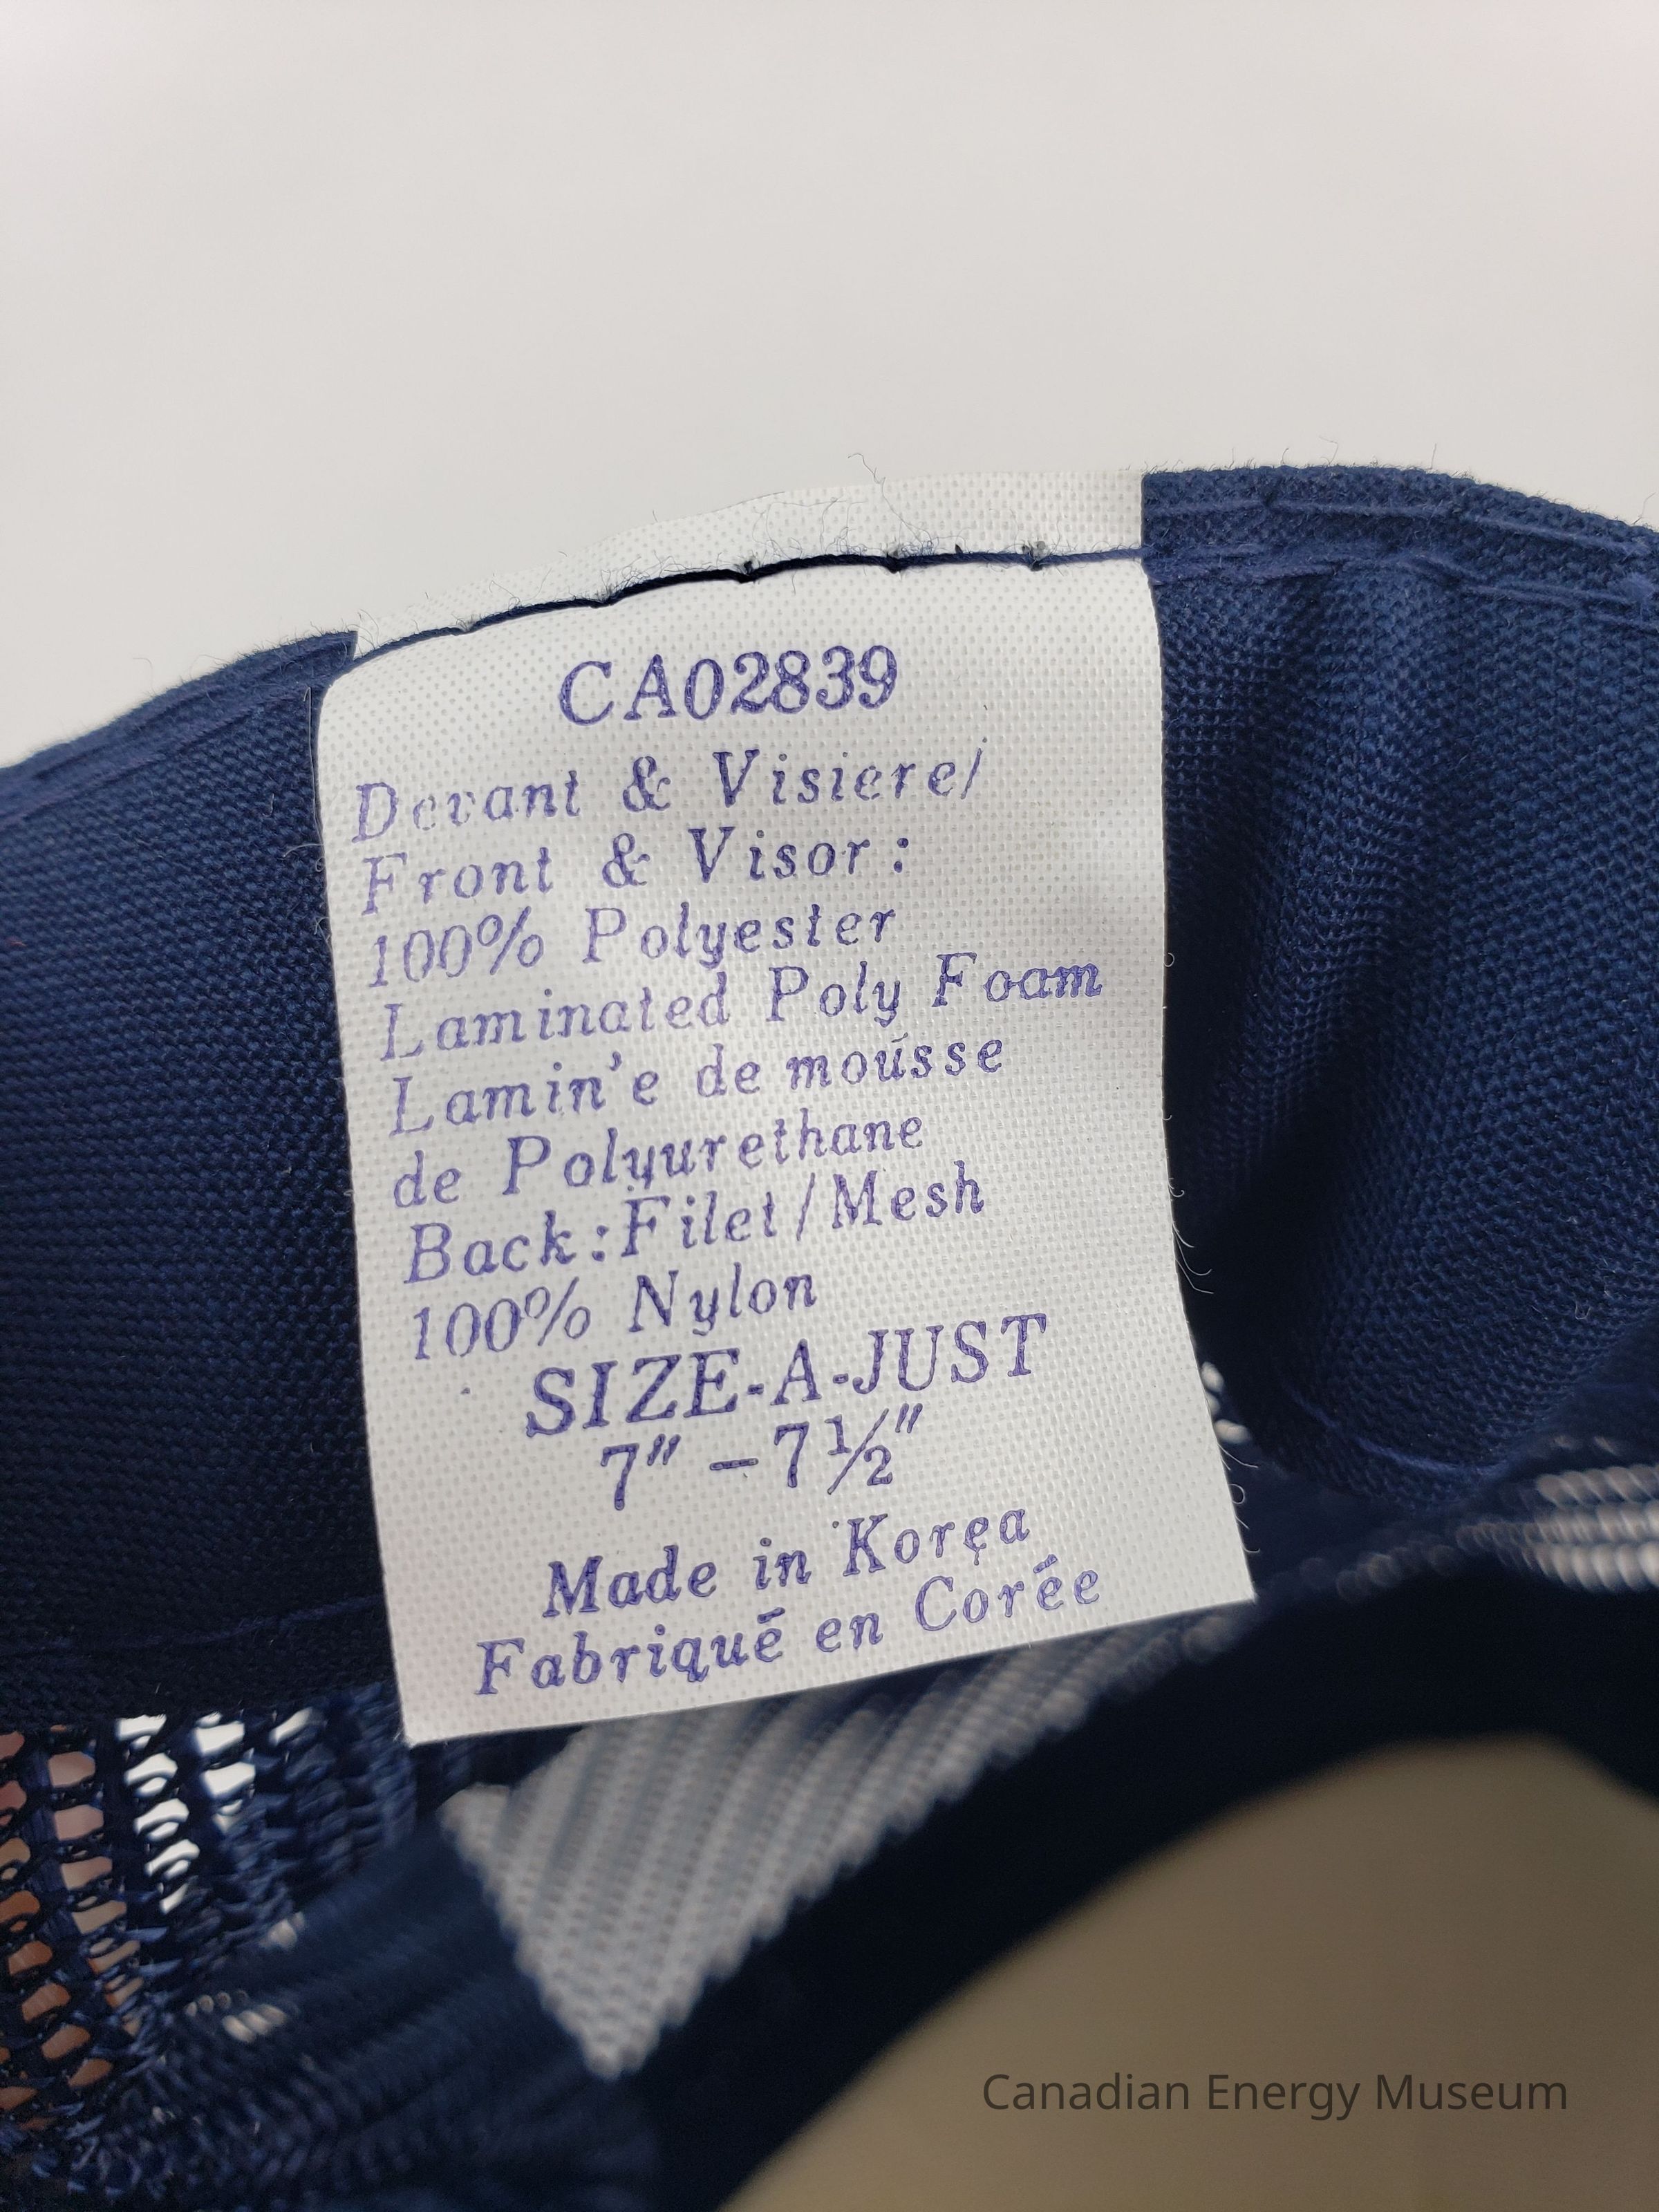 CA02839
Devant & Visiere/
Front & Visor:
100% Polyester
Laminated Poly Foam
Lamin'e de moússe
de Polyurethane
Back:Filet/Mesh
100% Nylon
SIZE-A-JUST
7" – 7½"
Made in Korea
Fabriqué en Corée
Canadian Energy Museum